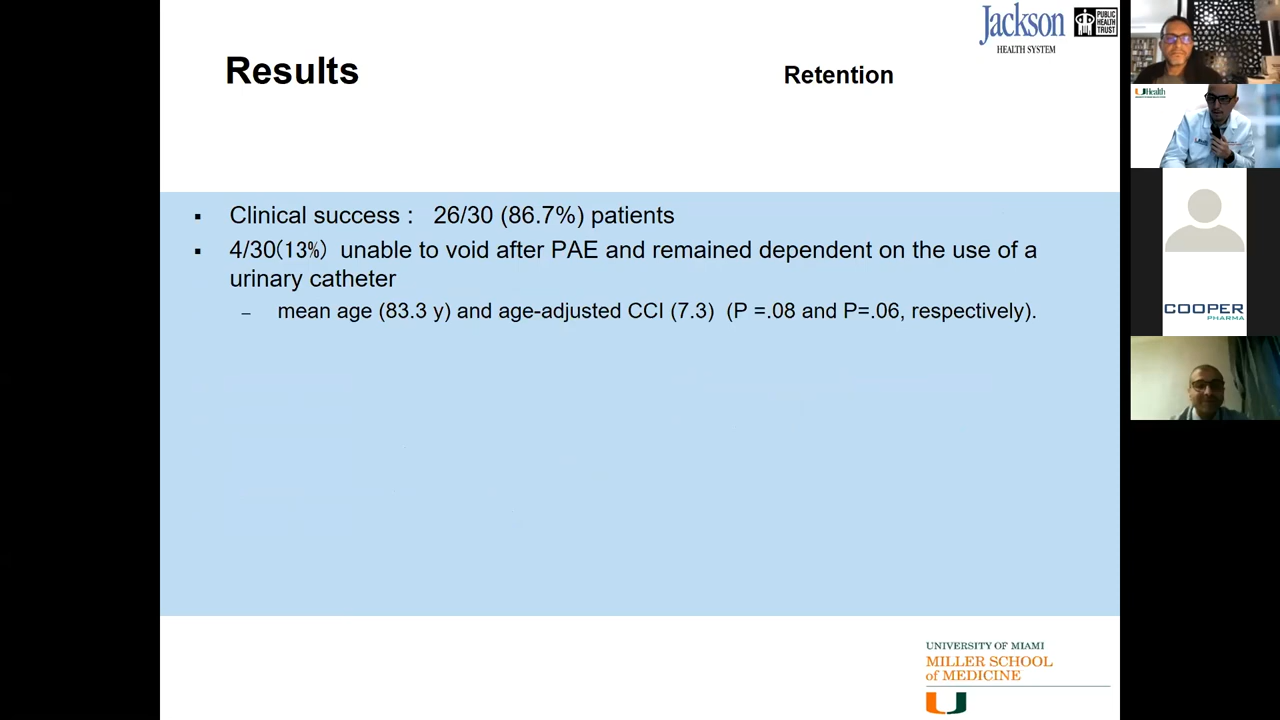 Jackson
HEALTH SYSTEM
PUBLIC
HEALTH
TRUST
Results
Retention
▪ Clinical success : 26/30 (86.7%) patients
▪ 4/30(13%) unable to void after PAE and remained dependent on the use of a
urinary catheter
– mean age (83.3 y) and age-adjusted CCI (7.3) (P =.08 and P=.06, respectively).
UNIVERSITY OF MIAMI
MILLER SCHOOL
of MEDICINE
UHealth
COOPER
PHARMA